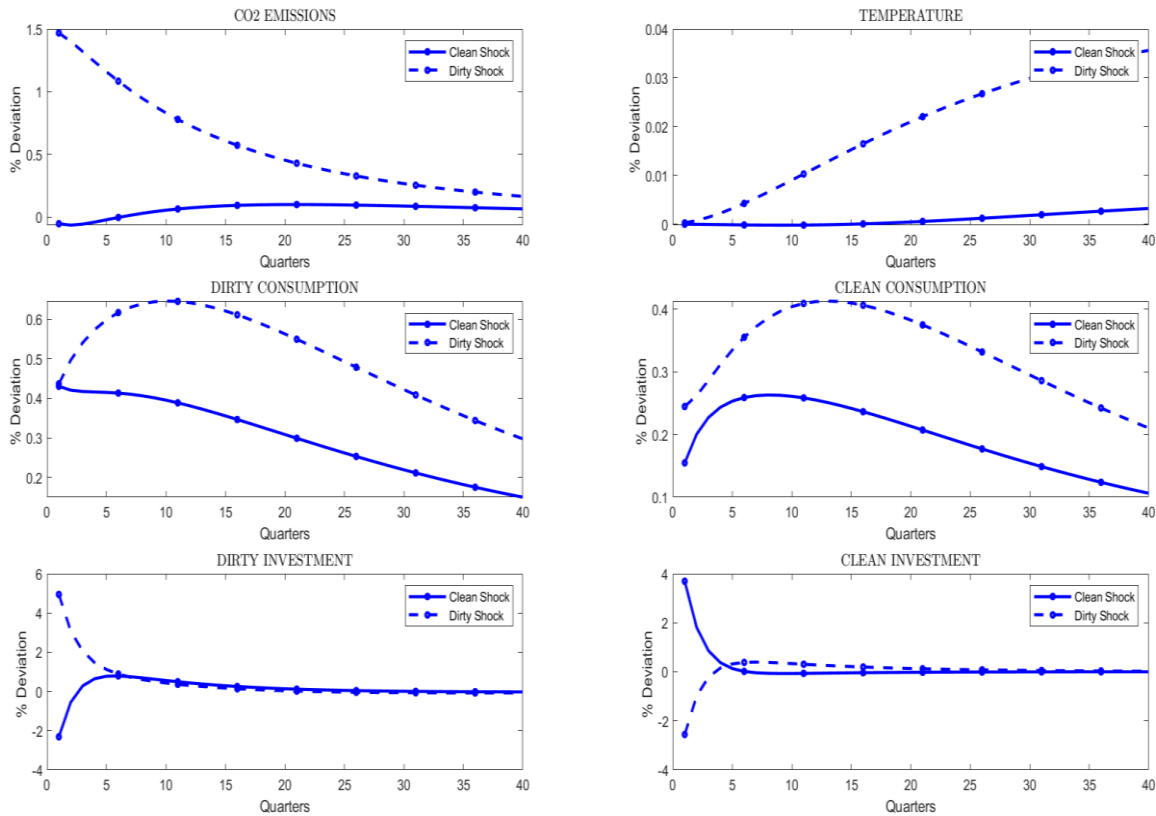 CO2 EMISSIONS
1.5
1
0.5
0
% Deviation
Clean Shock
Dirty Shock
0 5 10 15 20 25 30 35 40
Quarters
TEMPERATURE
0.04
0.03
0.02
0.01
0
% Deviation
Clean Shock
Dirty Shock
0 5 10 15 20 25 30 35 40
Quarters
DIRTY CONSUMPTION
0.6
0.5
0.4
0.3
0.2
% Deviation
Clean Shock
Dirty Shock
0 5 10 15 20 25 30 35 40
Quarters
CLEAN CONSUMPTION
0.4
0.3
0.2
0.1
% Deviation
Clean Shock
Dirty Shock
0 5 10 15 20 25 30 35 40
Quarters
DIRTY INVESTMENT
6
4
2
0
-2
-4
% Deviation
Clean Shock
Dirty Shock
0 5 10 15 20 25 30 35 40
Quarters
CLEAN INVESTMENT
4
2
0
-2
-4
% Deviation
Clean Shock
Dirty Shock
0 5 10 15 20 25 30 35 40
Quarters